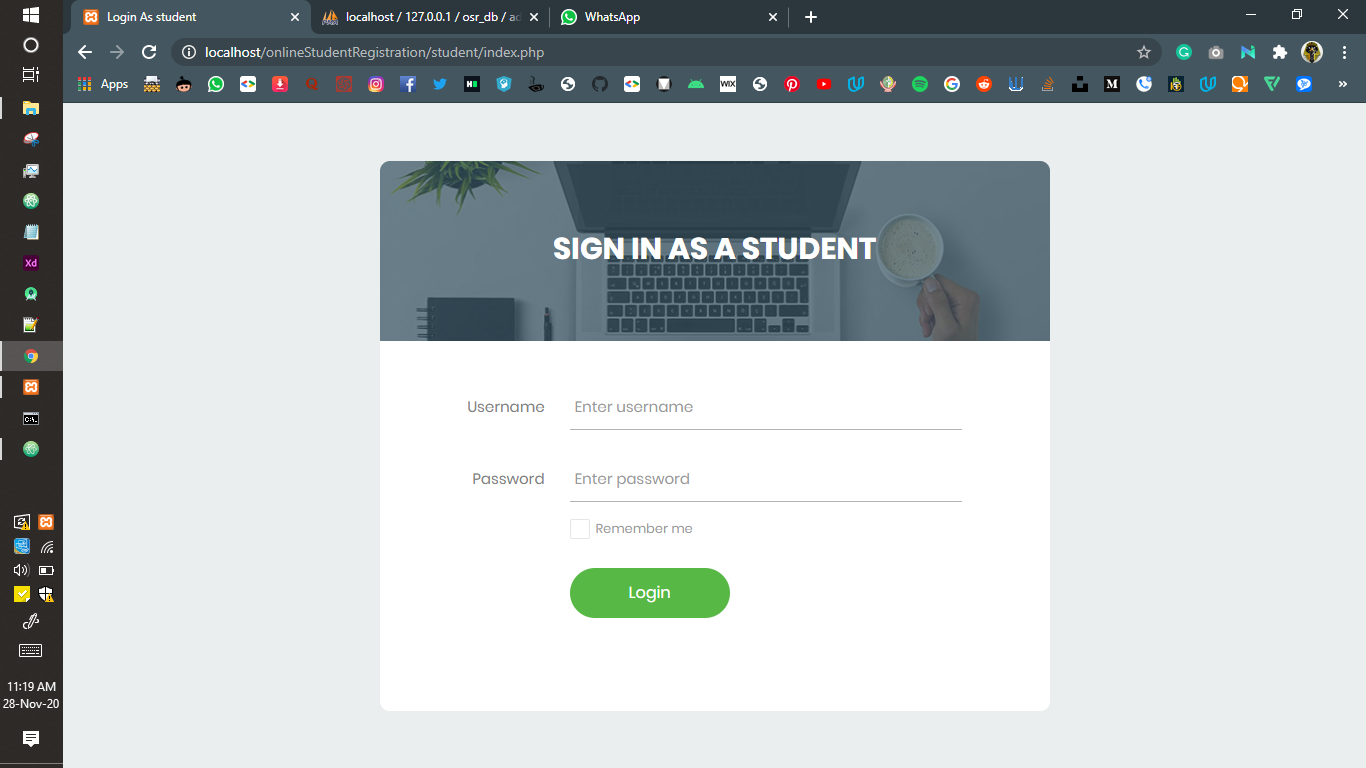 Login As student
localhost / 127.0.0.1 / osr_db / ad
WhatsApp
localhost/onlineStudentRegistration/student/index.php
Apps
WIX
Xd
SIGN IN AS A STUDENT
Username
Enter username
Password
Enter password
Remember me
Login
11:19 AM
28-Nov-20